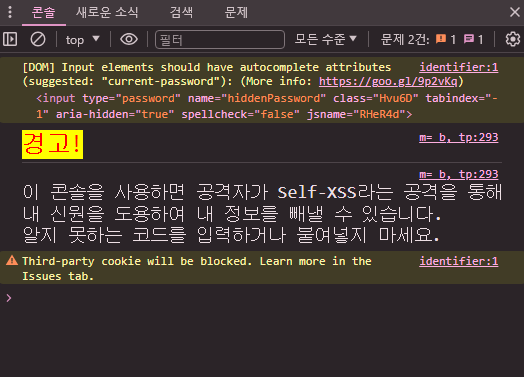 콘솔 새로운 소식 검색 문제
top 필터 모든 수준 문제 2건: 1 1
[DOM] Input elements should have autocomplete attributes identifier:1
(suggested: "current-password"): (More info: https://goo.gl/9p2vKq)
<input type="password" name="hiddenPassword" class="Hvu6D" tabindex="-
1" aria-hidden="true" spellcheck="false" jsname="RHeR4d">
경고! m= b, tp:293
m= b, tp:293
이 콘솔을 사용하면 공격자가 Self-XSS라는 공격을 통해
내 신원을 도용하여 내 정보를 빼낼 수 있습니다.
알지 못하는 코드를 입력하거나 붙여넣지 마세요.
Third-party cookie will be blocked. Learn more in the identifier:1
Issues tab.